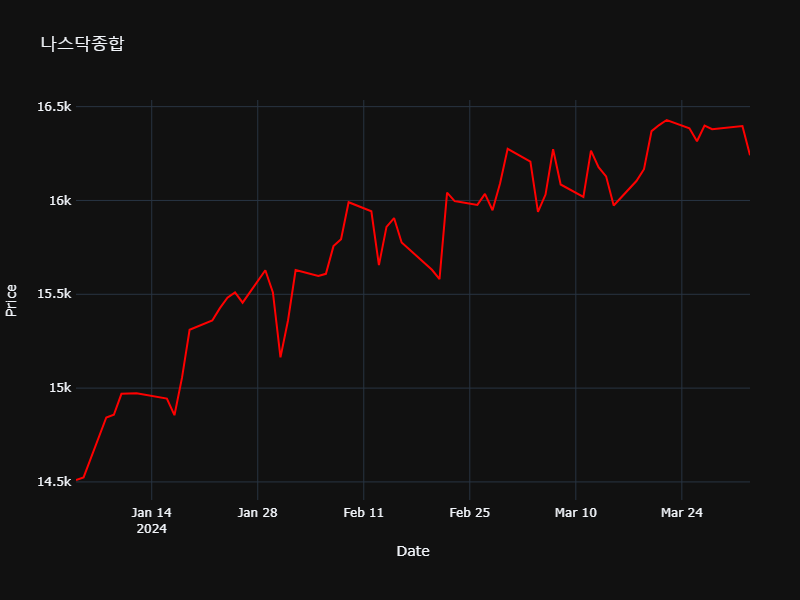 나스닥종합
16.5k
16k
15.5k
15k
14.5k
Price
Jan 14
2024
Jan 28
Feb 11
Feb 25
Mar 10
Mar 24
Date